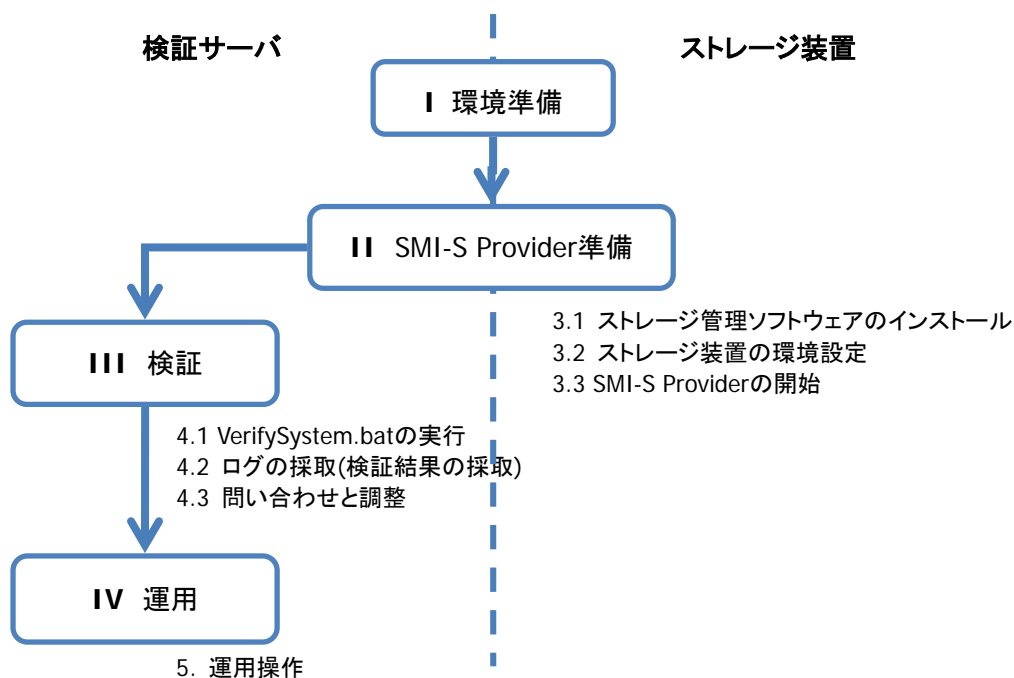 検証サーバ
ストレージ装置
I 環境準備
II SMI-S Provider準備
3.1 ストレージ管理ソフトウェアのインストール
3.2 ストレージ装置の環境設定
3.3 SMI-S Providerの開始
III 検証
4.1 VerifySystem.batの実行
4.2 ログの採取(検証結果の採取)
4.3 問い合わせと調整
IV 運用
5. 運用操作